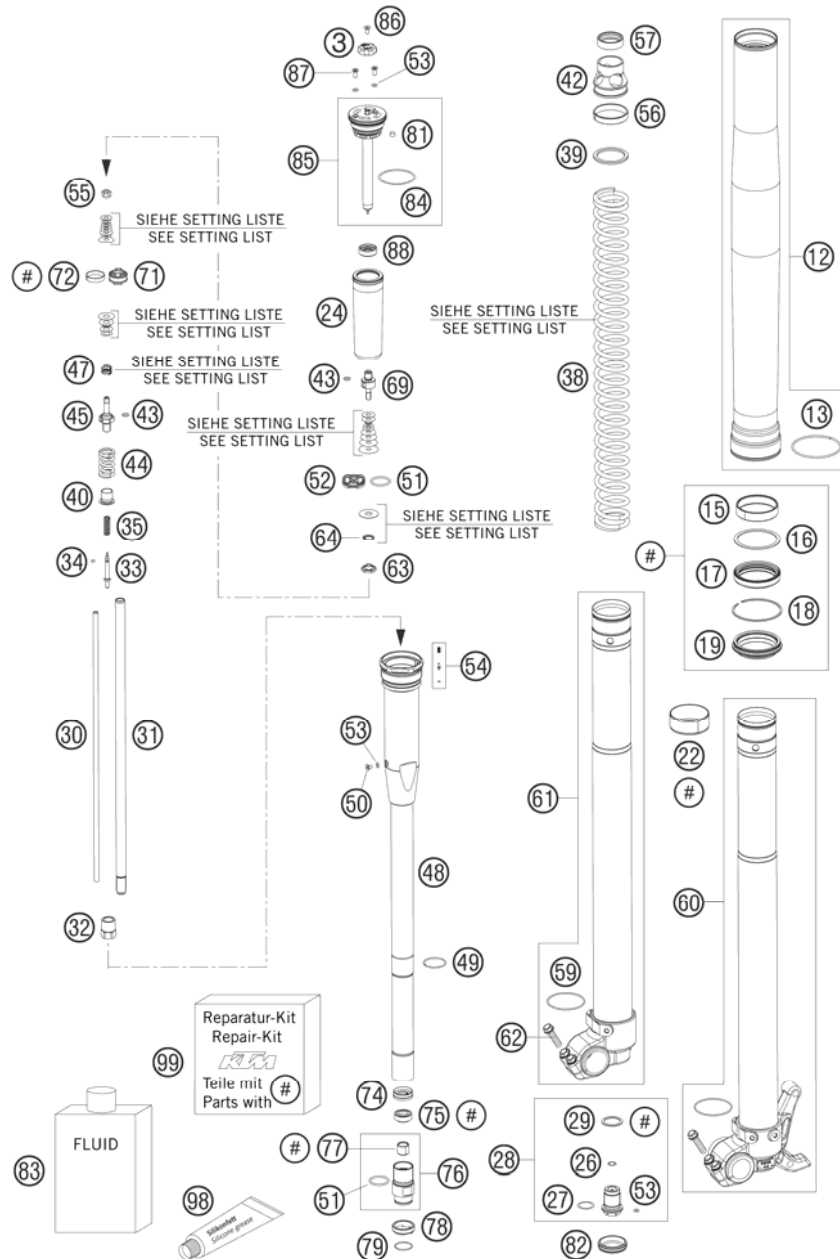 86
3
87
53
81
85
84
55
SIEHE SETTING LISTE
SEE SETTING LIST
# 72 71
88
24
SIEHE SETTING LISTE
SEE SETTING LIST
47
SIEHE SETTING LISTE
SEE SETTING LIST
43 69
45 43
SIEHE SETTING LISTE
SEE SETTING LIST
44
52 51
40
35
64
SIEHE SETTING LISTE
SEE SETTING LIST
34 33
63
57
42
56
39
SIEHE SETTING LISTE
SEE SETTING LIST
38
12
13
15
16
#
17
18
19
54
30 31
53
50
22
#
61
48
60
32
49
59
62
Reparatur-Kit
Repair-Kit
KTM
Teile mit
Parts with #
99
74
75 #
# 77
76
51
78
79
FLUID
83
98
Silikonfett
Silicone grease
29 #
28
26
27
53
82